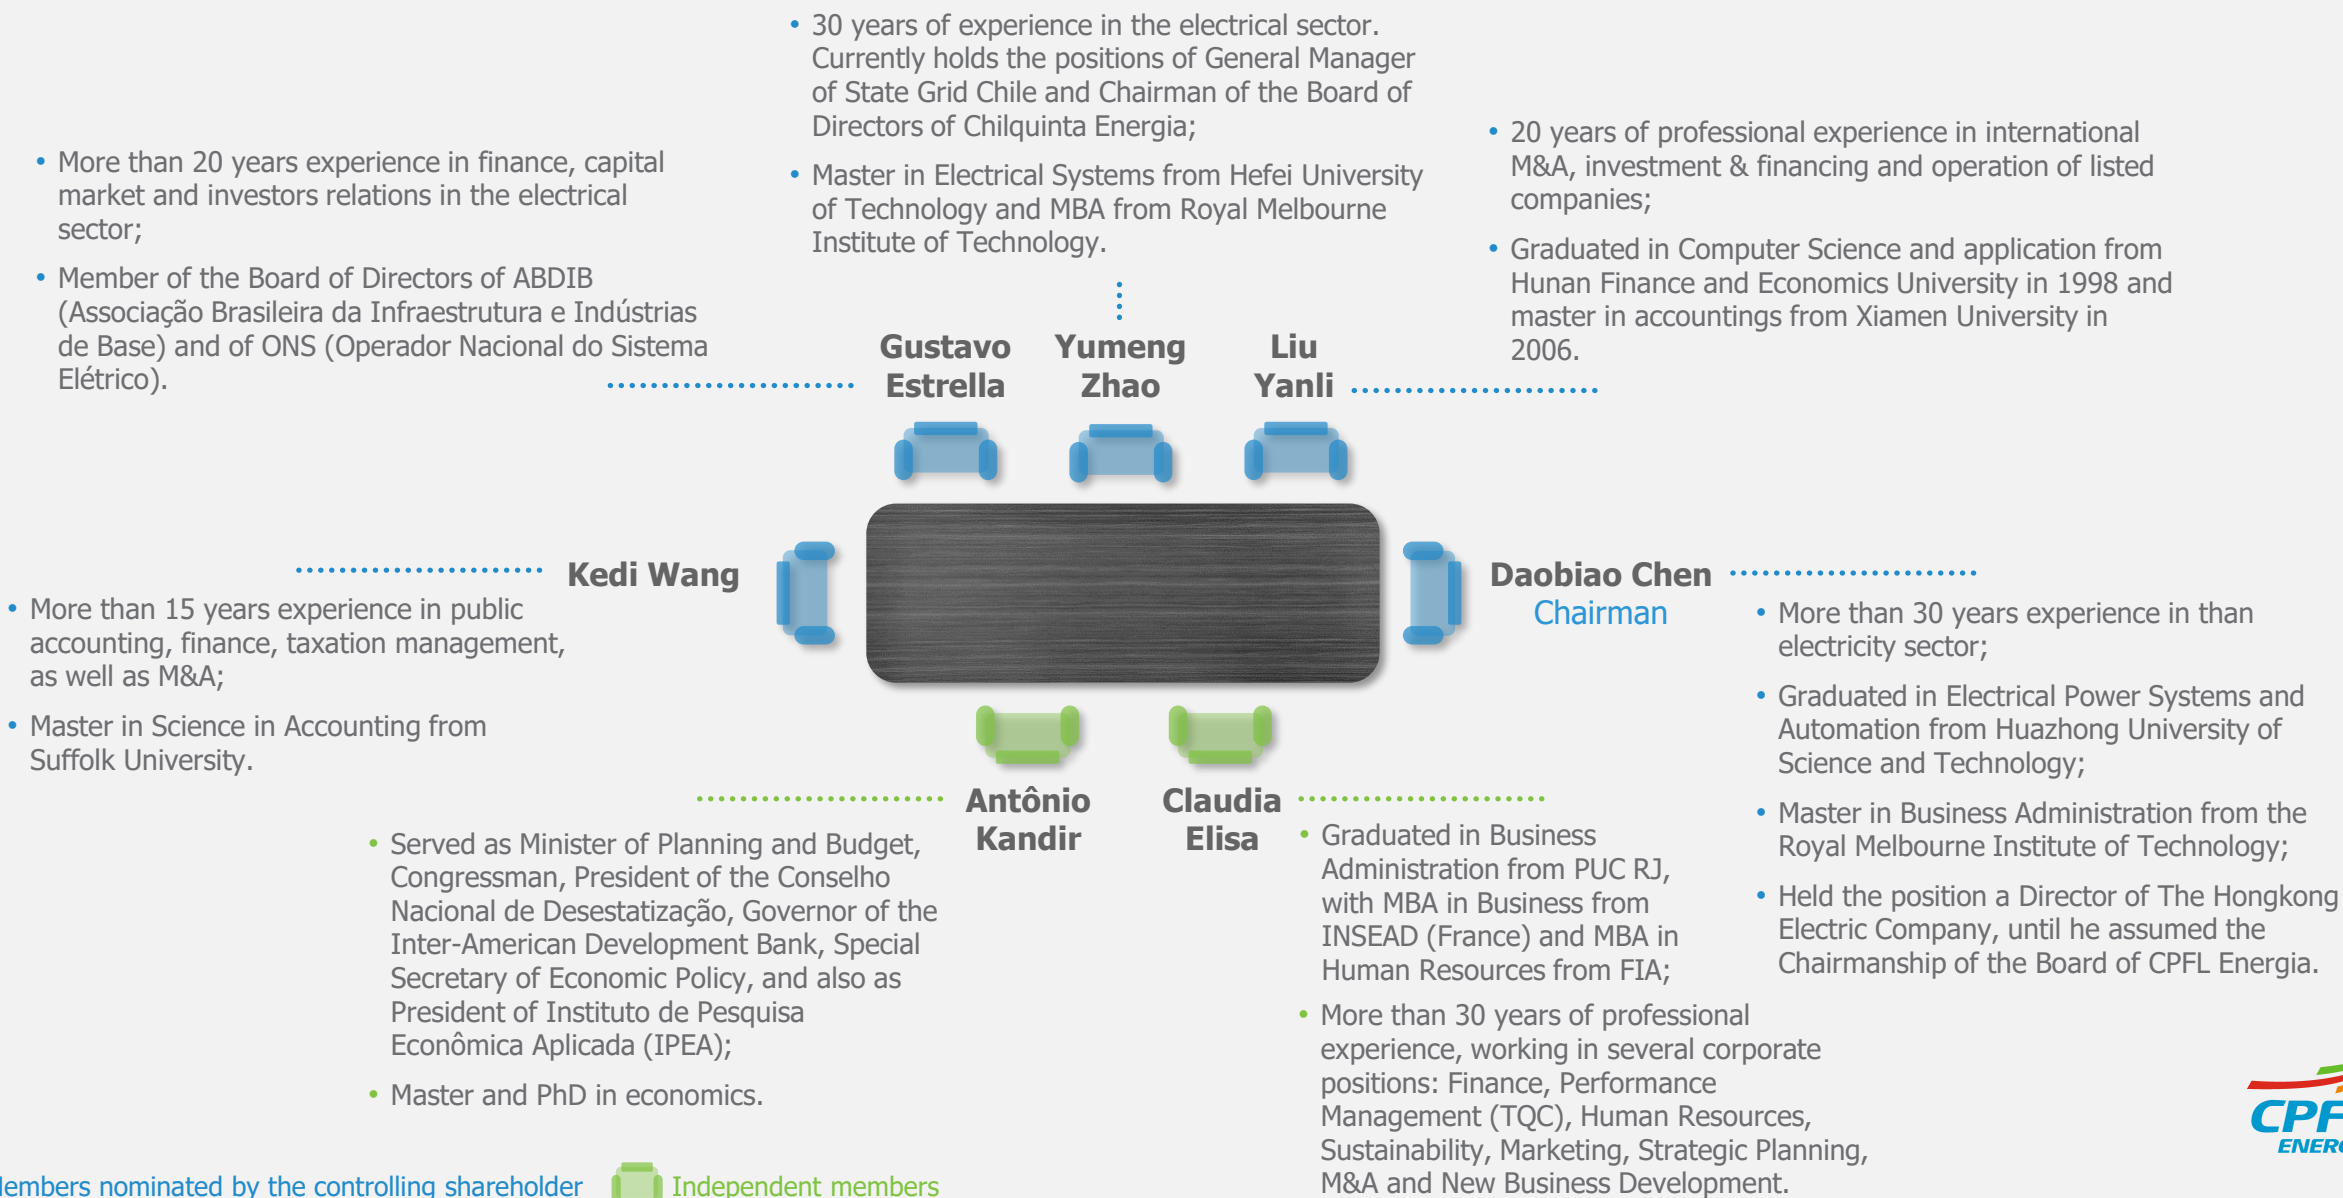 • 30 years of experience in the electrical sector.
Currently holds the positions of General Manager
of State Grid Chile and Chairman of the Board of
Directors of Chilquinta Energia;
• Master in Electrical Systems from Hefei University
of Technology and MBA from Royal Melbourne
Institute of Technology.
• More than 20 years experience in finance, capital
market and investors relations in the electrical
sector;
• Member of the Board of Directors of ABDIB
(Associação Brasileira da Infraestrutura e Indústrias
de Base) and of ONS (Operador Nacional do Sistema
Elétrico).
• 20 years of professional experience in international
M&A, investment & financing and operation of listed
companies;
• Graduated in Computer Science and application from
Hunan Finance and Economics University in 1998 and
master in accountings from Xiamen University in
2006.
Gustavo
Estrella
Yumeng
Zhao
Liu
Yanli
Kedi Wang
• More than 15 years experience in public
accounting, finance, taxation management,
as well as M&A;
• Master in Science in Accounting from
Suffolk University.
Daobiao Chen
Chairman
• More than 30 years experience in than
electricity sector;
• Graduated in Electrical Power Systems and
Automation from Huazhong University of
Science and Technology;
• Master in Business Administration from the
Royal Melbourne Institute of Technology;
• Held the position a Director of The Hongkong
Electric Company, until he assumed the
Chairmanship of the Board of CPFL Energia.
Antônio
Kandir
• Served as Minister of Planning and Budget,
Congressman, President of the Conselho
Nacional de Desestatização, Governor of the
Inter-American Development Bank, Special
Secretary of Economic Policy, and also as
President of Instituto de Pesquisa
Econômica Aplicada (IPEA);
• Master and PhD in economics.
Claudia
Elisa
• Graduated in Business
Administration from PUC RJ,
with MBA in Business from
INSEAD (France) and MBA in
Human Resources from FIA;
• More than 30 years of professional
experience, working in several corporate
positions: Finance, Performance
Management (TQC), Human Resources,
Sustainability, Marketing, Strategic Planning,
M&A and New Business Development.
nominated by the controlling shareholder
Independent members